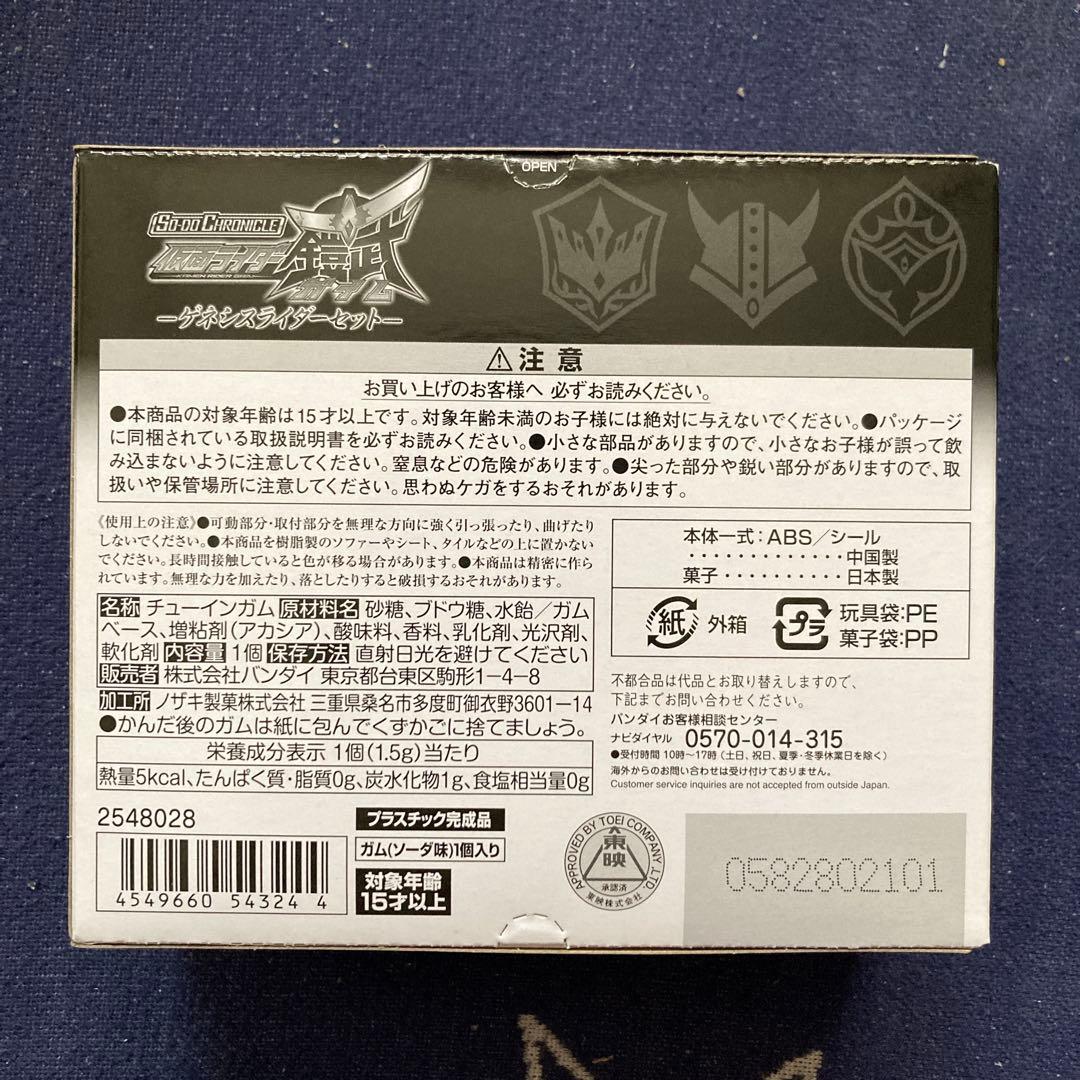 OPEN
SO-DO CHRONICLE
仮面ライダー鎧武
KAMEN RIDER GAIM
ガイム
ーゲネシスライダーセットー
⚠注意
お買い上げのお客様へ 必ずお読みください。
●本商品の対象年齢は15才以上です。対象年齢未満のお子様には絶対に与えないでください。●パッケージ
に同梱されている取扱説明書を必ずお読みください。●小さな部品がありますので、小さなお子様が誤って飲
み込まないように注意してください。窒息などの危険があります。●尖った部分や鋭い部分がありますので、取
扱いや保管場所に注意してください。思わぬケガをするおそれがあります。
《使用上の注意》●可動部分・取付部分を無理な方向に強く引っ張ったり、曲げたり
しないでください。●本商品を樹脂製のソファーやシート、タイルなどの上に置かない
でください。長時間接触していると色が移る場合があります。●本商品は精密に作ら
れています。無理な力を加えたり、落としたりすると破損するおそれがあります。
名称 チューインガム 原材料名 砂糖、ブドウ糖、水飴／ガム
ベース、増粘剤(アカシア)、酸味料、香料、乳化剤、光沢剤、
軟化剤 内容量 1個 保存方法 直射日光を避けてください
販売者 株式会社バンダイ 東京都台東区駒形1-4-8
加工所 ノザキ製菓株式会社 三重県桑名市多度町御衣野3601-14
●かんだ後のガムは紙に包んでくずかごに捨てましょう。
栄養成分表示 1個(1.5g)当たり
熱量5kcal、たんぱく質・脂質0g、炭水化物1g、食塩相当量0g
本体一式:ABS／シール
・・・・・・・・・・・・・中国製
菓子・・・・・・・・・・日本製
紙 外箱
プラ 玩具袋:PE
菓子袋:PP
不都合品は代品とお取り替えしますので、
下記までお問い合わせください。
バンダイお客様相談センター
ナビダイヤル 0570-014-315
●受付時間 10時〜17時(土日、祝日、夏季・冬季休業日を除く)
海外からのお問い合わせは受け付けておりません。
Customer service inquiries are not accepted from outside Japan.
2548028
4549660 543244
プラスチック完成品
ガム(ソーダ味)1個入り
対象年齢
15才以上
APPROVED BY TOEI COMPANY, LTD.
東映
承認済
東映株式会社
0582802101